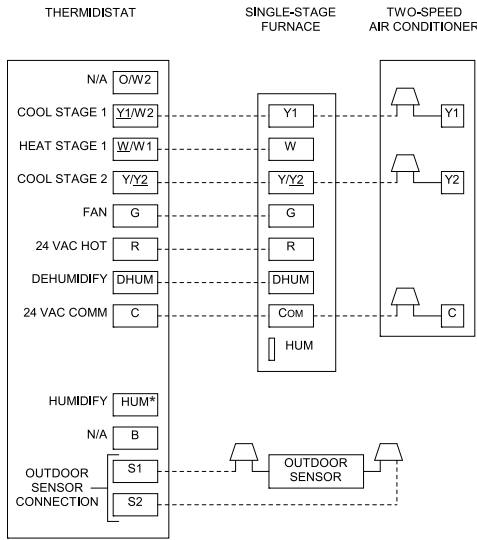 THERMIDISTAT
SINGLE-STAGE
FURNACE
TWO-SPEED
AIR CONDITIONER
N/A O/W2
COOL STAGE 1 Y1/W2 Y1 Y1
HEAT STAGE 1 W/W1 W
COOL STAGE 2 Y/Y2 Y/Y2 Y2
FAN G G
24 VAC HOT R R
DEHUMIDIFY DHUM DHUM
24 VAC COMM C COM C
HUM
HUMIDIFY HUM*
N/A B
OUTDOOR
SENSOR
CONNECTION
S1
S2
OUTDOOR
SENSOR